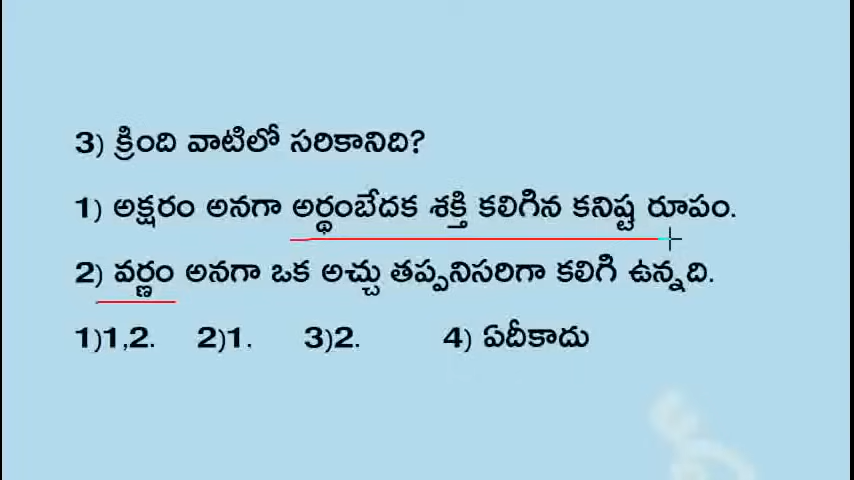 3) క్రింది వాటిలో సరికానిది?
1) అక్షరం అనగా అర్థంబేదక శక్తి కలిగిన కనిష్ట రూపం.
2) వర్ణం అనగా ఒక అచ్చు తప్పనిసరిగా కలిగి ఉన్నది.
1)1,2. 2)1. 3)2. 4) ఏదీకాదు